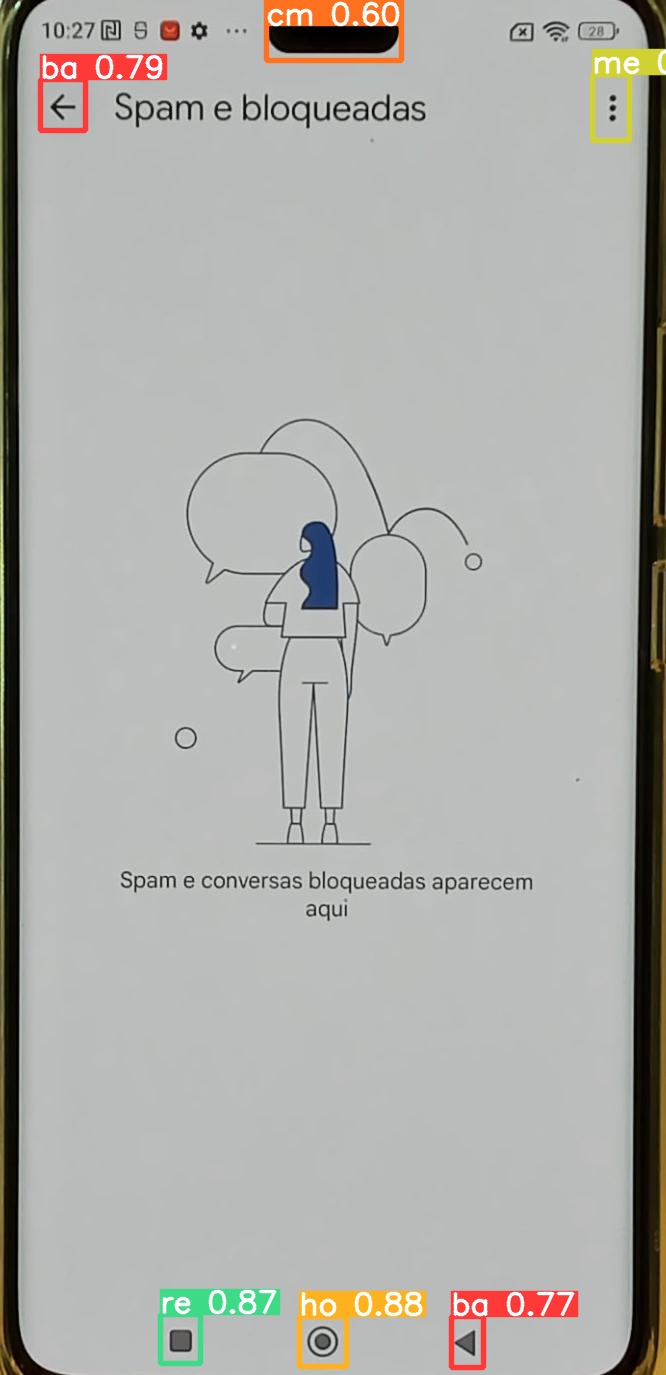 cm 0.60
10:27
28
ba 0.79
me 0
Spam e bloqueadas
Spam e conversas bloqueadas aparecem
aqui
re 0.87
ho 0.88
ba 0.77